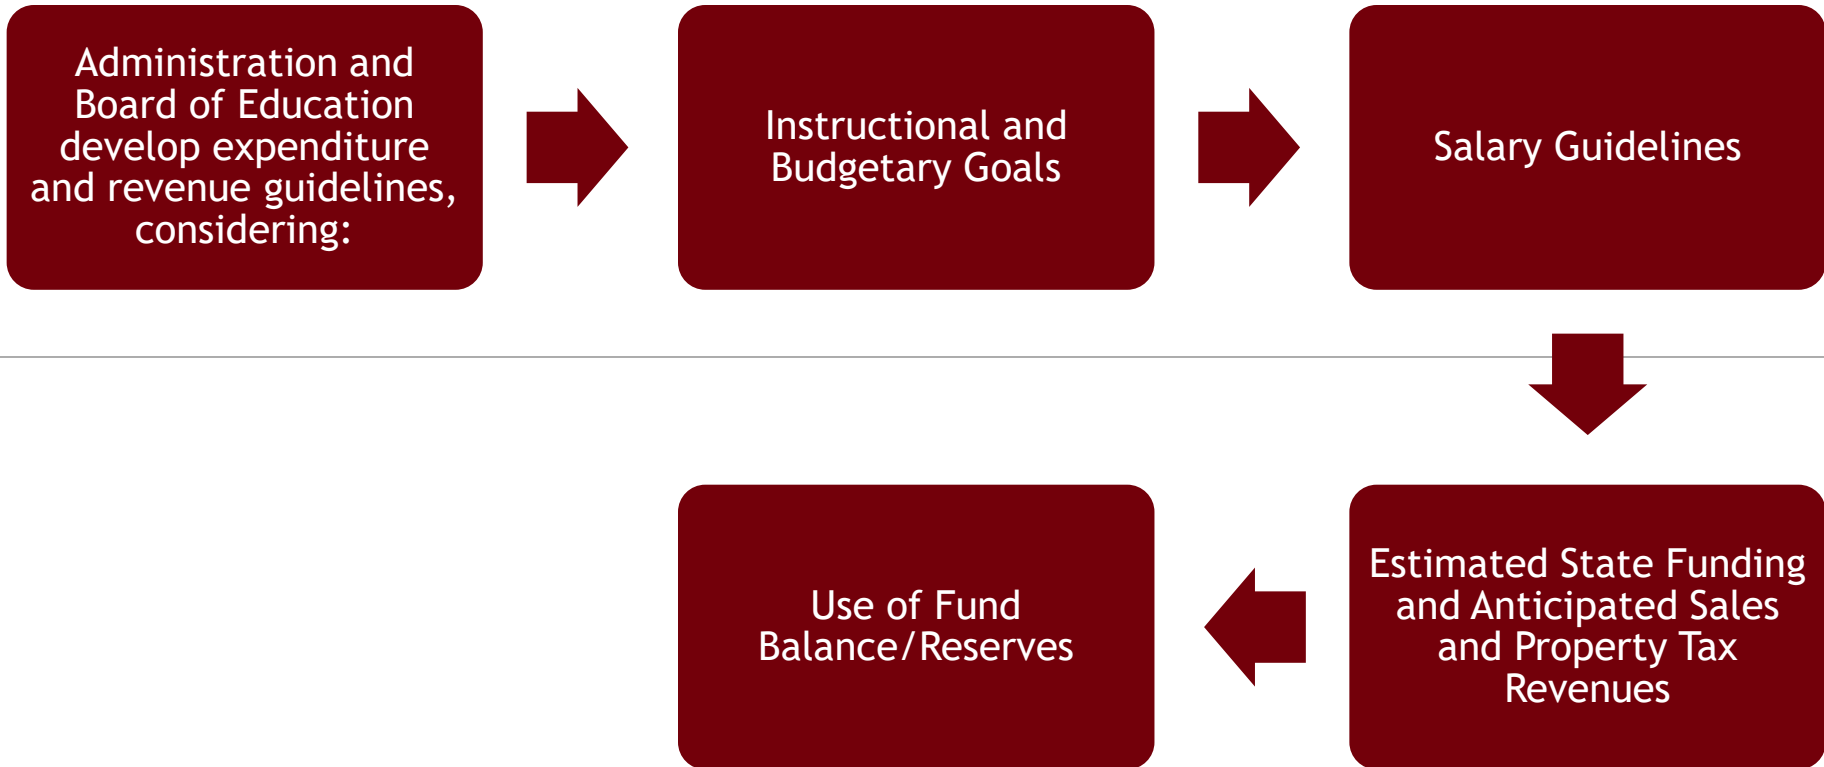 Administration and
Board of Education
develop expenditure
and revenue guidelines,
considering:
Instructional and
Budgetary Goals
Salary Guidelines
Estimated State Funding
and Anticipated Sales
and Property Tax
Revenues
Use of Fund
Balance/Reserves